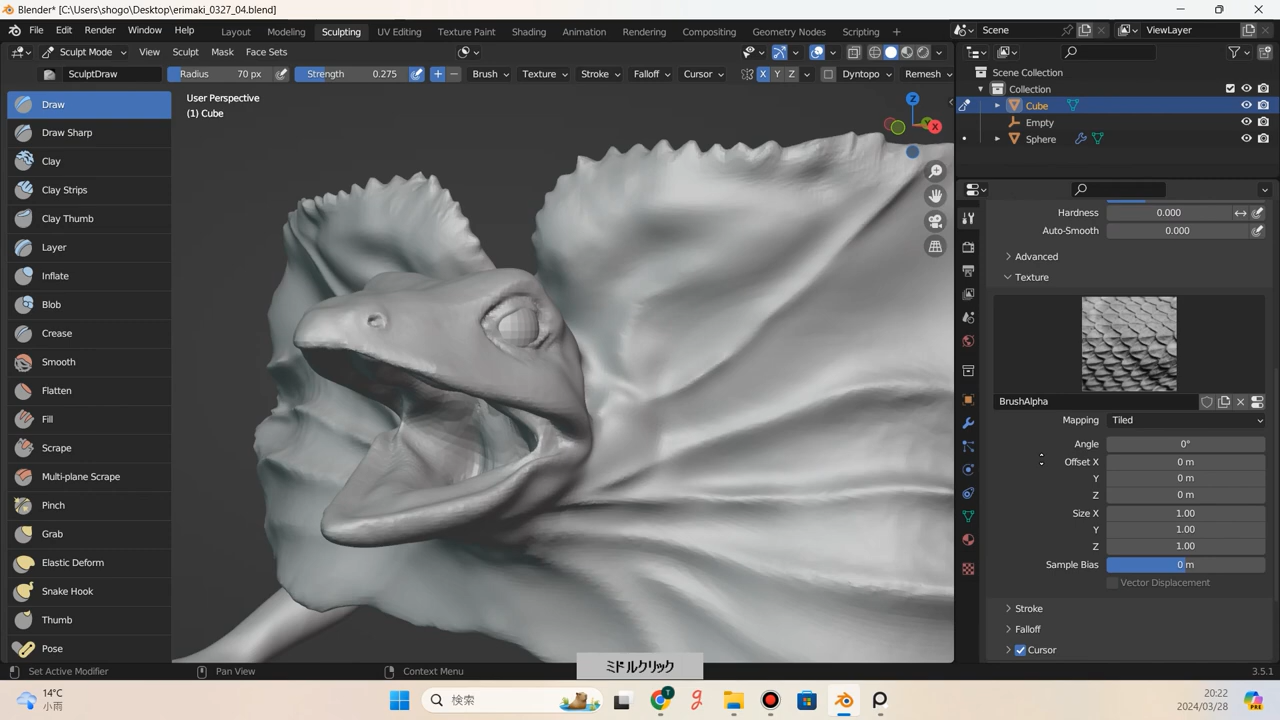 Blender* [C:\Users\shogo\Desktop\erimaki_0327_04.blend]
File Edit Render Window Help
Layout Modeling Sculpting UV Editing Texture Paint Shading Animation Rendering Compositing Geometry Nodes Scripting +
Scene
ViewLayer
Sculpt Mode View Sculpt Mask Face Sets
SculptDraw Radius 70 px Strength 0.275 + − Brush Texture Stroke Falloff Cursor X Y Z Dyntopo Remesh
User Perspective
(1) Cube
Z
Y
X
Draw
Draw Sharp
Clay
Clay Strips
Clay Thumb
Layer
Inflate
Blob
Crease
Smooth
Flatten
Fill
Scrape
Multi-plane Scrape
Pinch
Grab
Elastic Deform
Snake Hook
Thumb
Pose
Scene Collection
Collection
Cube
Empty
Sphere
Hardness 0.000
Auto-Smooth 0.000
Advanced
Texture
BrushAlpha
Mapping Tiled
Angle 0°
Offset X 0 m
Y 0 m
Z 0 m
Size X 1.00
Y 1.00
Z 1.00
Sample Bias 0 m
Vector Displacement
Stroke
Falloff
Cursor
ミドルクリック
Set Active Modifier Pan View Context Menu 3.5.1
14°C
小雨
検索
20:22
2024/03/28